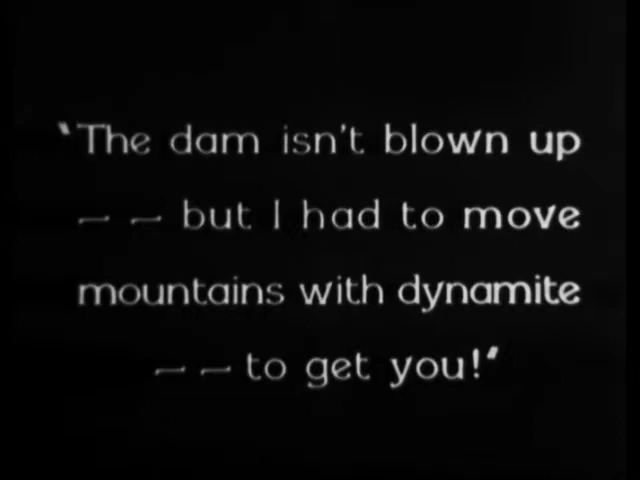 "The dam isn't blown up
— — but I had to move
mountains with dynamite
— — to get you!"